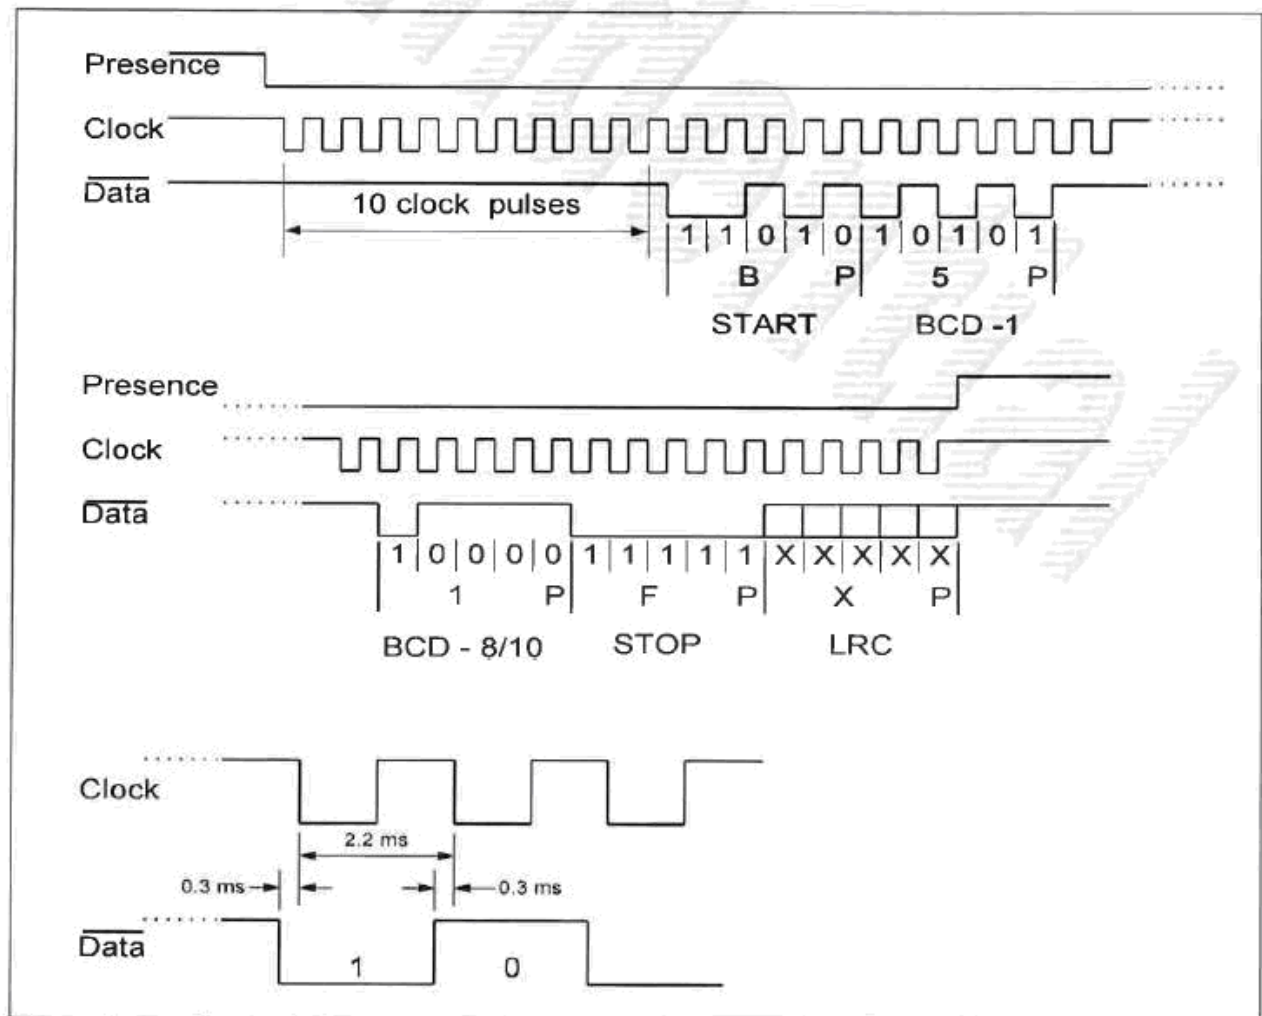 Presence
Clock
Data
10 clock pulses
1 1 0 1 0 1 0 1 0 1
B P 5 P
START BCD -1
Presence
Clock
Data
1 0 0 0 0 1 1 1 1 1 X X X X X
1 P F P X P
BCD - 8/10 STOP LRC
Clock
2.2 ms
0.3 ms 0.3 ms
Data
1 0